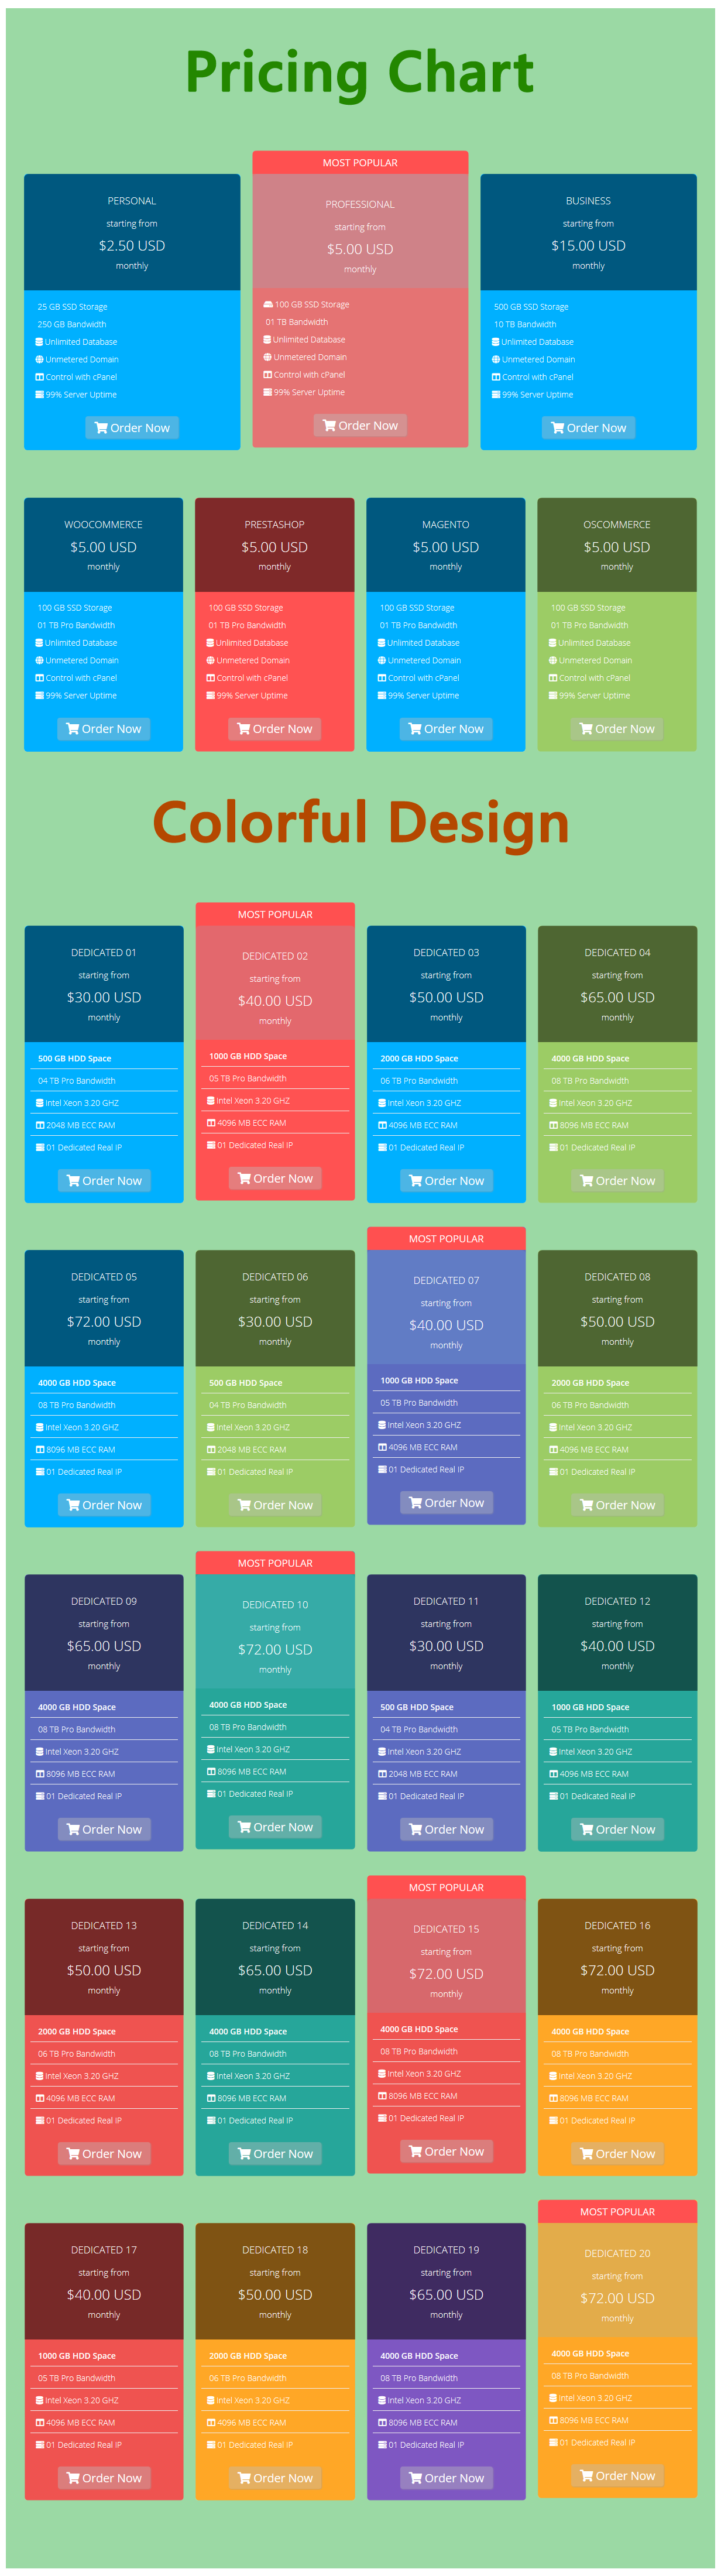 Pricing Chart
PERSONAL
starting from
$2.50 USD
monthly
25 GB SSD Storage
250 GB Bandwidth
Unlimited Database
Unmetered Domain
Control with cPanel
99% Server Uptime
Order Now
MOST POPULAR
PROFESSIONAL
starting from
$5.00 USD
monthly
100 GB SSD Storage
01 TB Bandwidth
Unlimited Database
Unmetered Domain
Control with cPanel
99% Server Uptime
Order Now
BUSINESS
starting from
$15.00 USD
monthly
500 GB SSD Storage
10 TB Bandwidth
Unlimited Database
Unmetered Domain
Control with cPanel
99% Server Uptime
Order Now
WOOCOMMERCE
$5.00 USD
monthly
100 GB SSD Storage
01 TB Pro Bandwidth
Unlimited Database
Unmetered Domain
Control with cPanel
99% Server Uptime
Order Now
PRESTASHOP
$5.00 USD
monthly
100 GB SSD Storage
01 TB Pro Bandwidth
Unlimited Database
Unmetered Domain
Control with cPanel
99% Server Uptime
Order Now
MAGENTO
$5.00 USD
monthly
100 GB SSD Storage
01 TB Pro Bandwidth
Unlimited Database
Unmetered Domain
Control with cPanel
99% Server Uptime
Order Now
OSCOMMERCE
$5.00 USD
monthly
100 GB SSD Storage
01 TB Pro Bandwidth
Unlimited Database
Unmetered Domain
Control with cPanel
99% Server Uptime
Order Now
Colorful Design
DEDICATED 01
starting from
$30.00 USD
monthly
500 GB HDD Space
04 TB Pro Bandwidth
Intel Xeon 3.20 GHZ
2048 MB ECC RAM
01 Dedicated Real IP
Order Now
MOST POPULAR
DEDICATED 02
starting from
$40.00 USD
monthly
1000 GB HDD Space
05 TB Pro Bandwidth
Intel Xeon 3.20 GHZ
4096 MB ECC RAM
01 Dedicated Real IP
Order Now
DEDICATED 03
starting from
$50.00 USD
monthly
2000 GB HDD Space
06 TB Pro Bandwidth
Intel Xeon 3.20 GHZ
4096 MB ECC RAM
01 Dedicated Real IP
Order Now
DEDICATED 04
starting from
$65.00 USD
monthly
4000 GB HDD Space
08 TB Pro Bandwidth
Intel Xeon 3.20 GHZ
8096 MB ECC RAM
01 Dedicated Real IP
Order Now
DEDICATED 05
starting from
$72.00 USD
monthly
4000 GB HDD Space
08 TB Pro Bandwidth
Intel Xeon 3.20 GHZ
8096 MB ECC RAM
01 Dedicated Real IP
Order Now
DEDICATED 06
starting from
$30.00 USD
monthly
500 GB HDD Space
04 TB Pro Bandwidth
Intel Xeon 3.20 GHZ
2048 MB ECC RAM
01 Dedicated Real IP
Order Now
MOST POPULAR
DEDICATED 07
starting from
$40.00 USD
monthly
1000 GB HDD Space
05 TB Pro Bandwidth
Intel Xeon 3.20 GHZ
4096 MB ECC RAM
01 Dedicated Real IP
Order Now
DEDICATED 08
starting from
$50.00 USD
monthly
2000 GB HDD Space
06 TB Pro Bandwidth
Intel Xeon 3.20 GHZ
4096 MB ECC RAM
01 Dedicated Real IP
Order Now
DEDICATED 09
starting from
$65.00 USD
monthly
4000 GB HDD Space
08 TB Pro Bandwidth
Intel Xeon 3.20 GHZ
8096 MB ECC RAM
01 Dedicated Real IP
Order Now
MOST POPULAR
DEDICATED 10
starting from
$72.00 USD
monthly
4000 GB HDD Space
08 TB Pro Bandwidth
Intel Xeon 3.20 GHZ
8096 MB ECC RAM
01 Dedicated Real IP
Order Now
DEDICATED 11
starting from
$30.00 USD
monthly
500 GB HDD Space
04 TB Pro Bandwidth
Intel Xeon 3.20 GHZ
2048 MB ECC RAM
01 Dedicated Real IP
Order Now
DEDICATED 12
starting from
$40.00 USD
monthly
1000 GB HDD Space
05 TB Pro Bandwidth
Intel Xeon 3.20 GHZ
4096 MB ECC RAM
01 Dedicated Real IP
Order Now
DEDICATED 13
starting from
$50.00 USD
monthly
2000 GB HDD Space
06 TB Pro Bandwidth
Intel Xeon 3.20 GHZ
4096 MB ECC RAM
01 Dedicated Real IP
Order Now
DEDICATED 14
starting from
$65.00 USD
monthly
4000 GB HDD Space
08 TB Pro Bandwidth
Intel Xeon 3.20 GHZ
8096 MB ECC RAM
01 Dedicated Real IP
Order Now
MOST POPULAR
DEDICATED 15
starting from
$72.00 USD
monthly
4000 GB HDD Space
08 TB Pro Bandwidth
Intel Xeon 3.20 GHZ
8096 MB ECC RAM
01 Dedicated Real IP
Order Now
DEDICATED 16
starting from
$72.00 USD
monthly
4000 GB HDD Space
08 TB Pro Bandwidth
Intel Xeon 3.20 GHZ
8096 MB ECC RAM
01 Dedicated Real IP
Order Now
DEDICATED 17
starting from
$40.00 USD
monthly
1000 GB HDD Space
05 TB Pro Bandwidth
Intel Xeon 3.20 GHZ
4096 MB ECC RAM
01 Dedicated Real IP
Order Now
DEDICATED 18
starting from
$50.00 USD
monthly
2000 GB HDD Space
06 TB Pro Bandwidth
Intel Xeon 3.20 GHZ
4096 MB ECC RAM
01 Dedicated Real IP
Order Now
DEDICATED 19
starting from
$65.00 USD
monthly
4000 GB HDD Space
08 TB Pro Bandwidth
Intel Xeon 3.20 GHZ
8096 MB ECC RAM
01 Dedicated Real IP
Order Now
MOST POPULAR
DEDICATED 20
starting from
$72.00 USD
monthly
4000 GB HDD Space
08 TB Pro Bandwidth
Intel Xeon 3.20 GHZ
8096 MB ECC RAM
01 Dedicated Real IP
Order Now